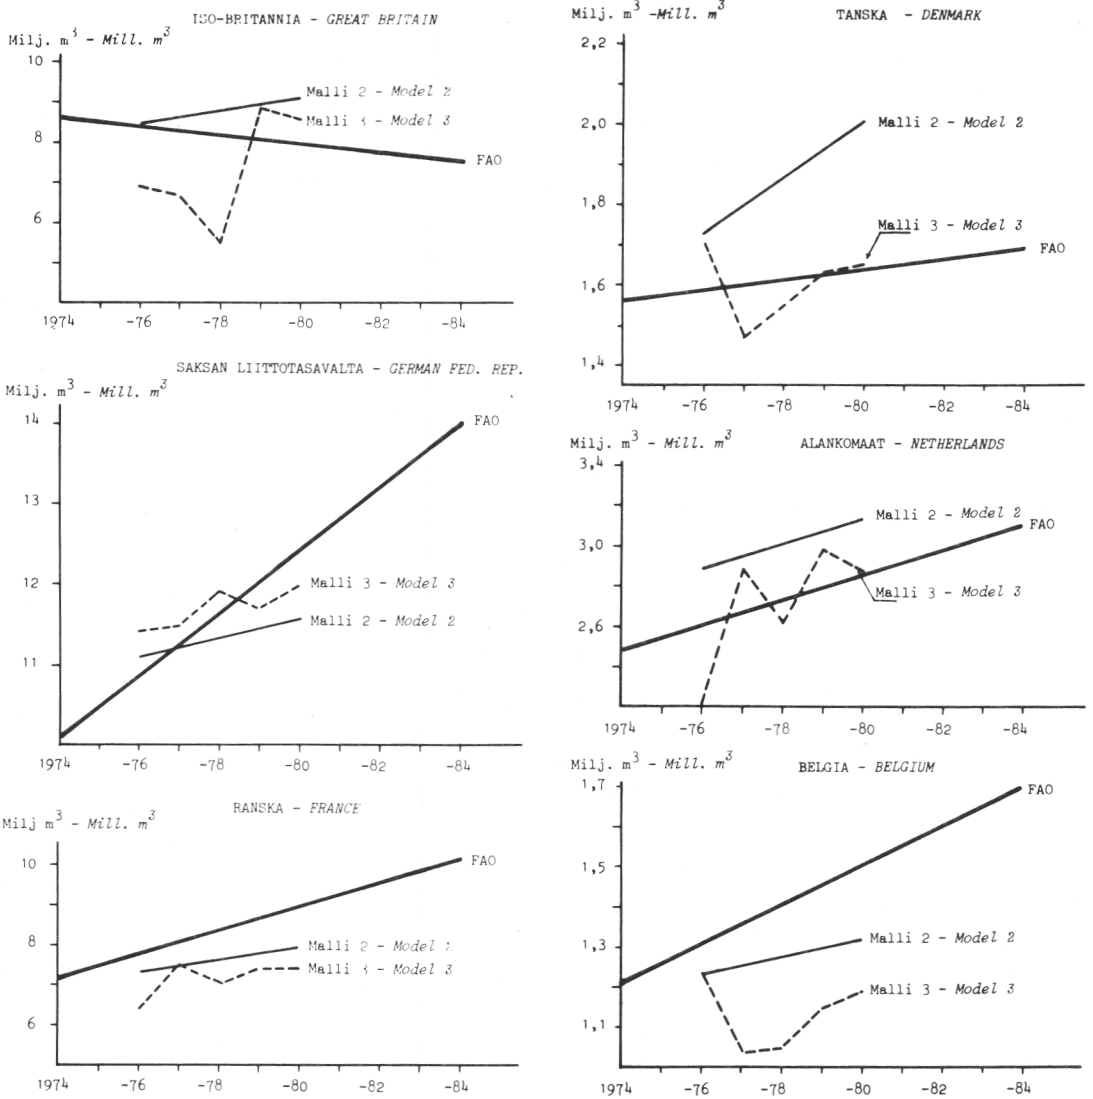 ISO-BRITANNIA - GREAT BRITAIN
Milj. m³ - Mill. m³
10
8
6
Malli 2 - Model 2
Malli 3 - Model 3
FAO
1974 -76 -78 -80 -82 -84
SAKSAN LIITTOTASAVALTA - GERMAN FED. REP.
Milj. m³ - Mill. m³
14
13
12
11
FAO
Malli 3 - Model 3
Malli 2 - Model 2
1974 -76 -78 -80 -82 -84
RANSKA - FRANCE
Milj m³ - Mill. m³
10
8
6
FAO
Malli 2 - Model
Malli 3 - Model 3
1974 -76 -78 -80 -82 -84
TANSKA - DENMARK
Milj. m³ -Mill. m³
2,2
2,0
1,8
1,6
1,4
Malli 2 - Model 2
Malli 3 - Model 3
FAO
1974 -76 -78 -80 -82 -84
ALANKOMAAT - NETHERLANDS
Milj. m³ - Mill. m³
3,4
3,0
2,6
Malli 2 - Model 2
FAO
Malli 3 - Model 3
1974 -76 -78 -80 -82 -84
BELGIA - BELGIUM
Milj. m³ - Mill. m³
1,7
1,5
1,3
1,1
FAO
Malli 2 - Model 2
Malli 3 - Model 3
1974 -76 -78 -80 -82 -84